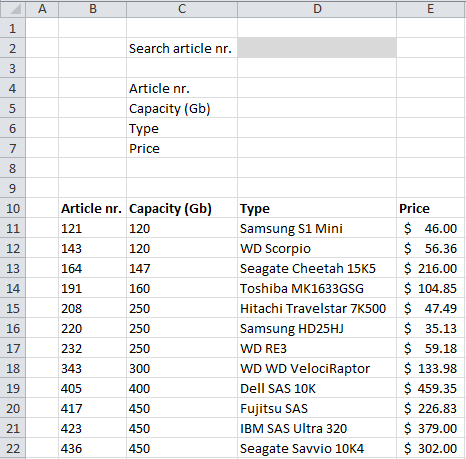 A B C D E
1
2 Search article nr.
3
4 Article nr.
5 Capacity (Gb)
6 Type
7 Price
8
9
10 Article nr. Capacity (Gb) Type Price
11 121 120 Samsung S1 Mini $ 46.00
12 143 120 WD Scorpio $ 56.36
13 164 147 Seagate Cheetah 15K5 $ 216.00
14 191 160 Toshiba MK1633GSG $ 104.85
15 208 250 Hitachi Travelstar 7K500 $ 47.49
16 220 250 Samsung HD25HJ $ 35.13
17 232 250 WD RE3 $ 59.18
18 343 300 WD WD VelociRaptor $ 133.98
19 405 400 Dell SAS 10K $ 459.35
20 417 450 Fujitsu SAS $ 226.83
21 423 450 IBM SAS Ultra 320 $ 379.00
22 436 450 Seagate Savvio 10K4 $ 302.00